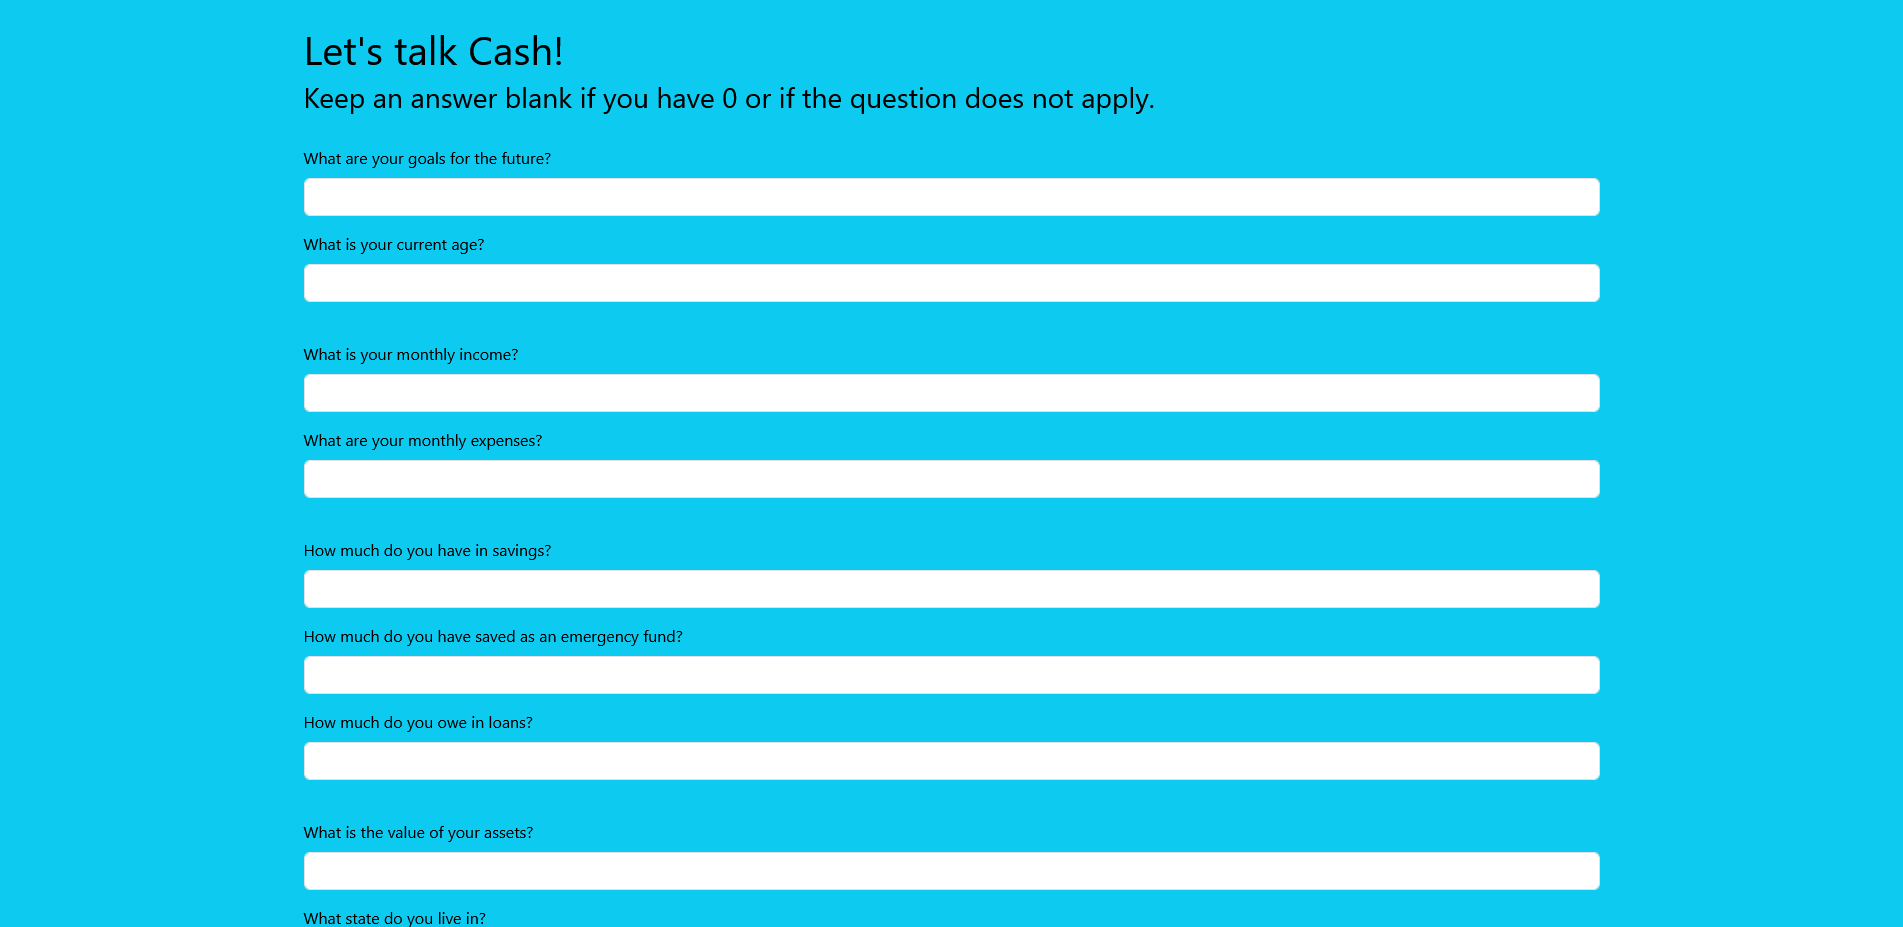 Let's talk Cash!
Keep an answer blank if you have 0 or if the question does not apply.
What are your goals for the future?
What is your current age?
What is your monthly income?
What are your monthly expenses?
How much do you have in savings?
How much do you have saved as an emergency fund?
How much do you owe in loans?
What is the value of your assets?
What state do you live in?